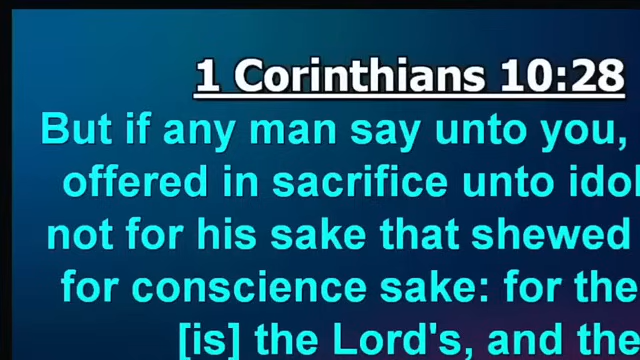 1 Corinthians 10:28
But if any man say unto you,
offered in sacrifice unto idol
not for his sake that shewed
for conscience sake: for the
[is] the Lord's, and the